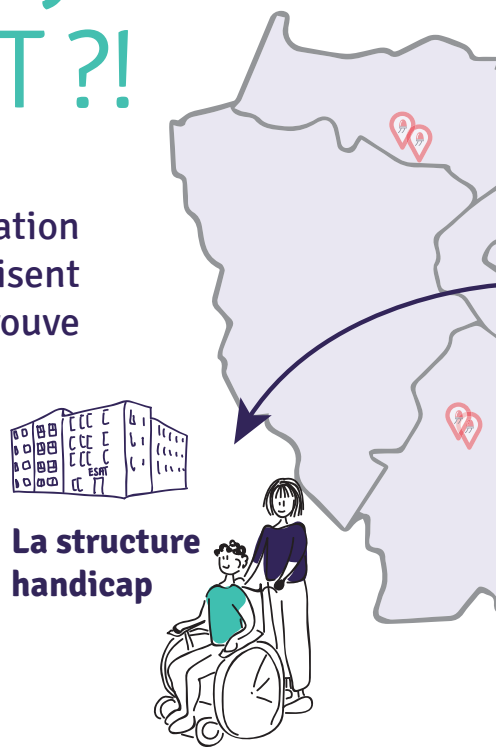 T ?!
ation
isent
ouve
ESAT
La structure
handicap